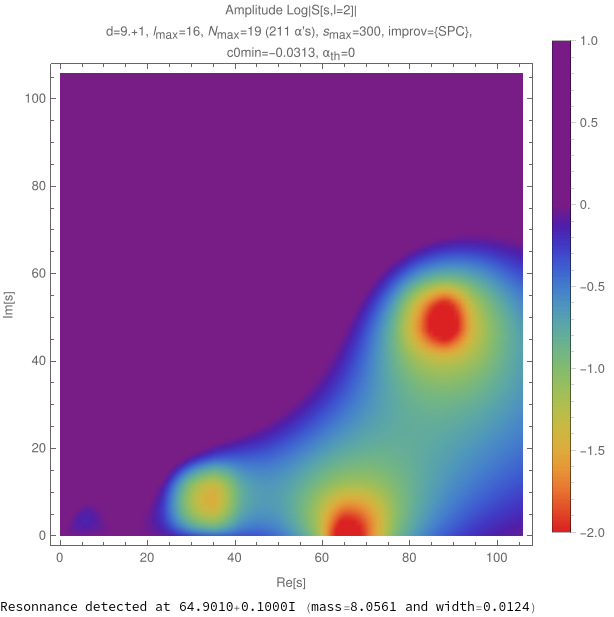 Amplitude Log|S[s,l=2]|
d=9.+1, lmax=16, Nmax=19 (211 α's), smax=300, improv={SPC},
c0min=−0.0313, αth=0
1.0
0.5
0.
−0.5
−1.0
−1.5
−2.0
100
80
60
40
20
0
Im[s]
0 20 40 60 80 100
Re[s]
Resonnance detected at 64.9010+0.1000I (mass=8.0561 and width=0.0124)